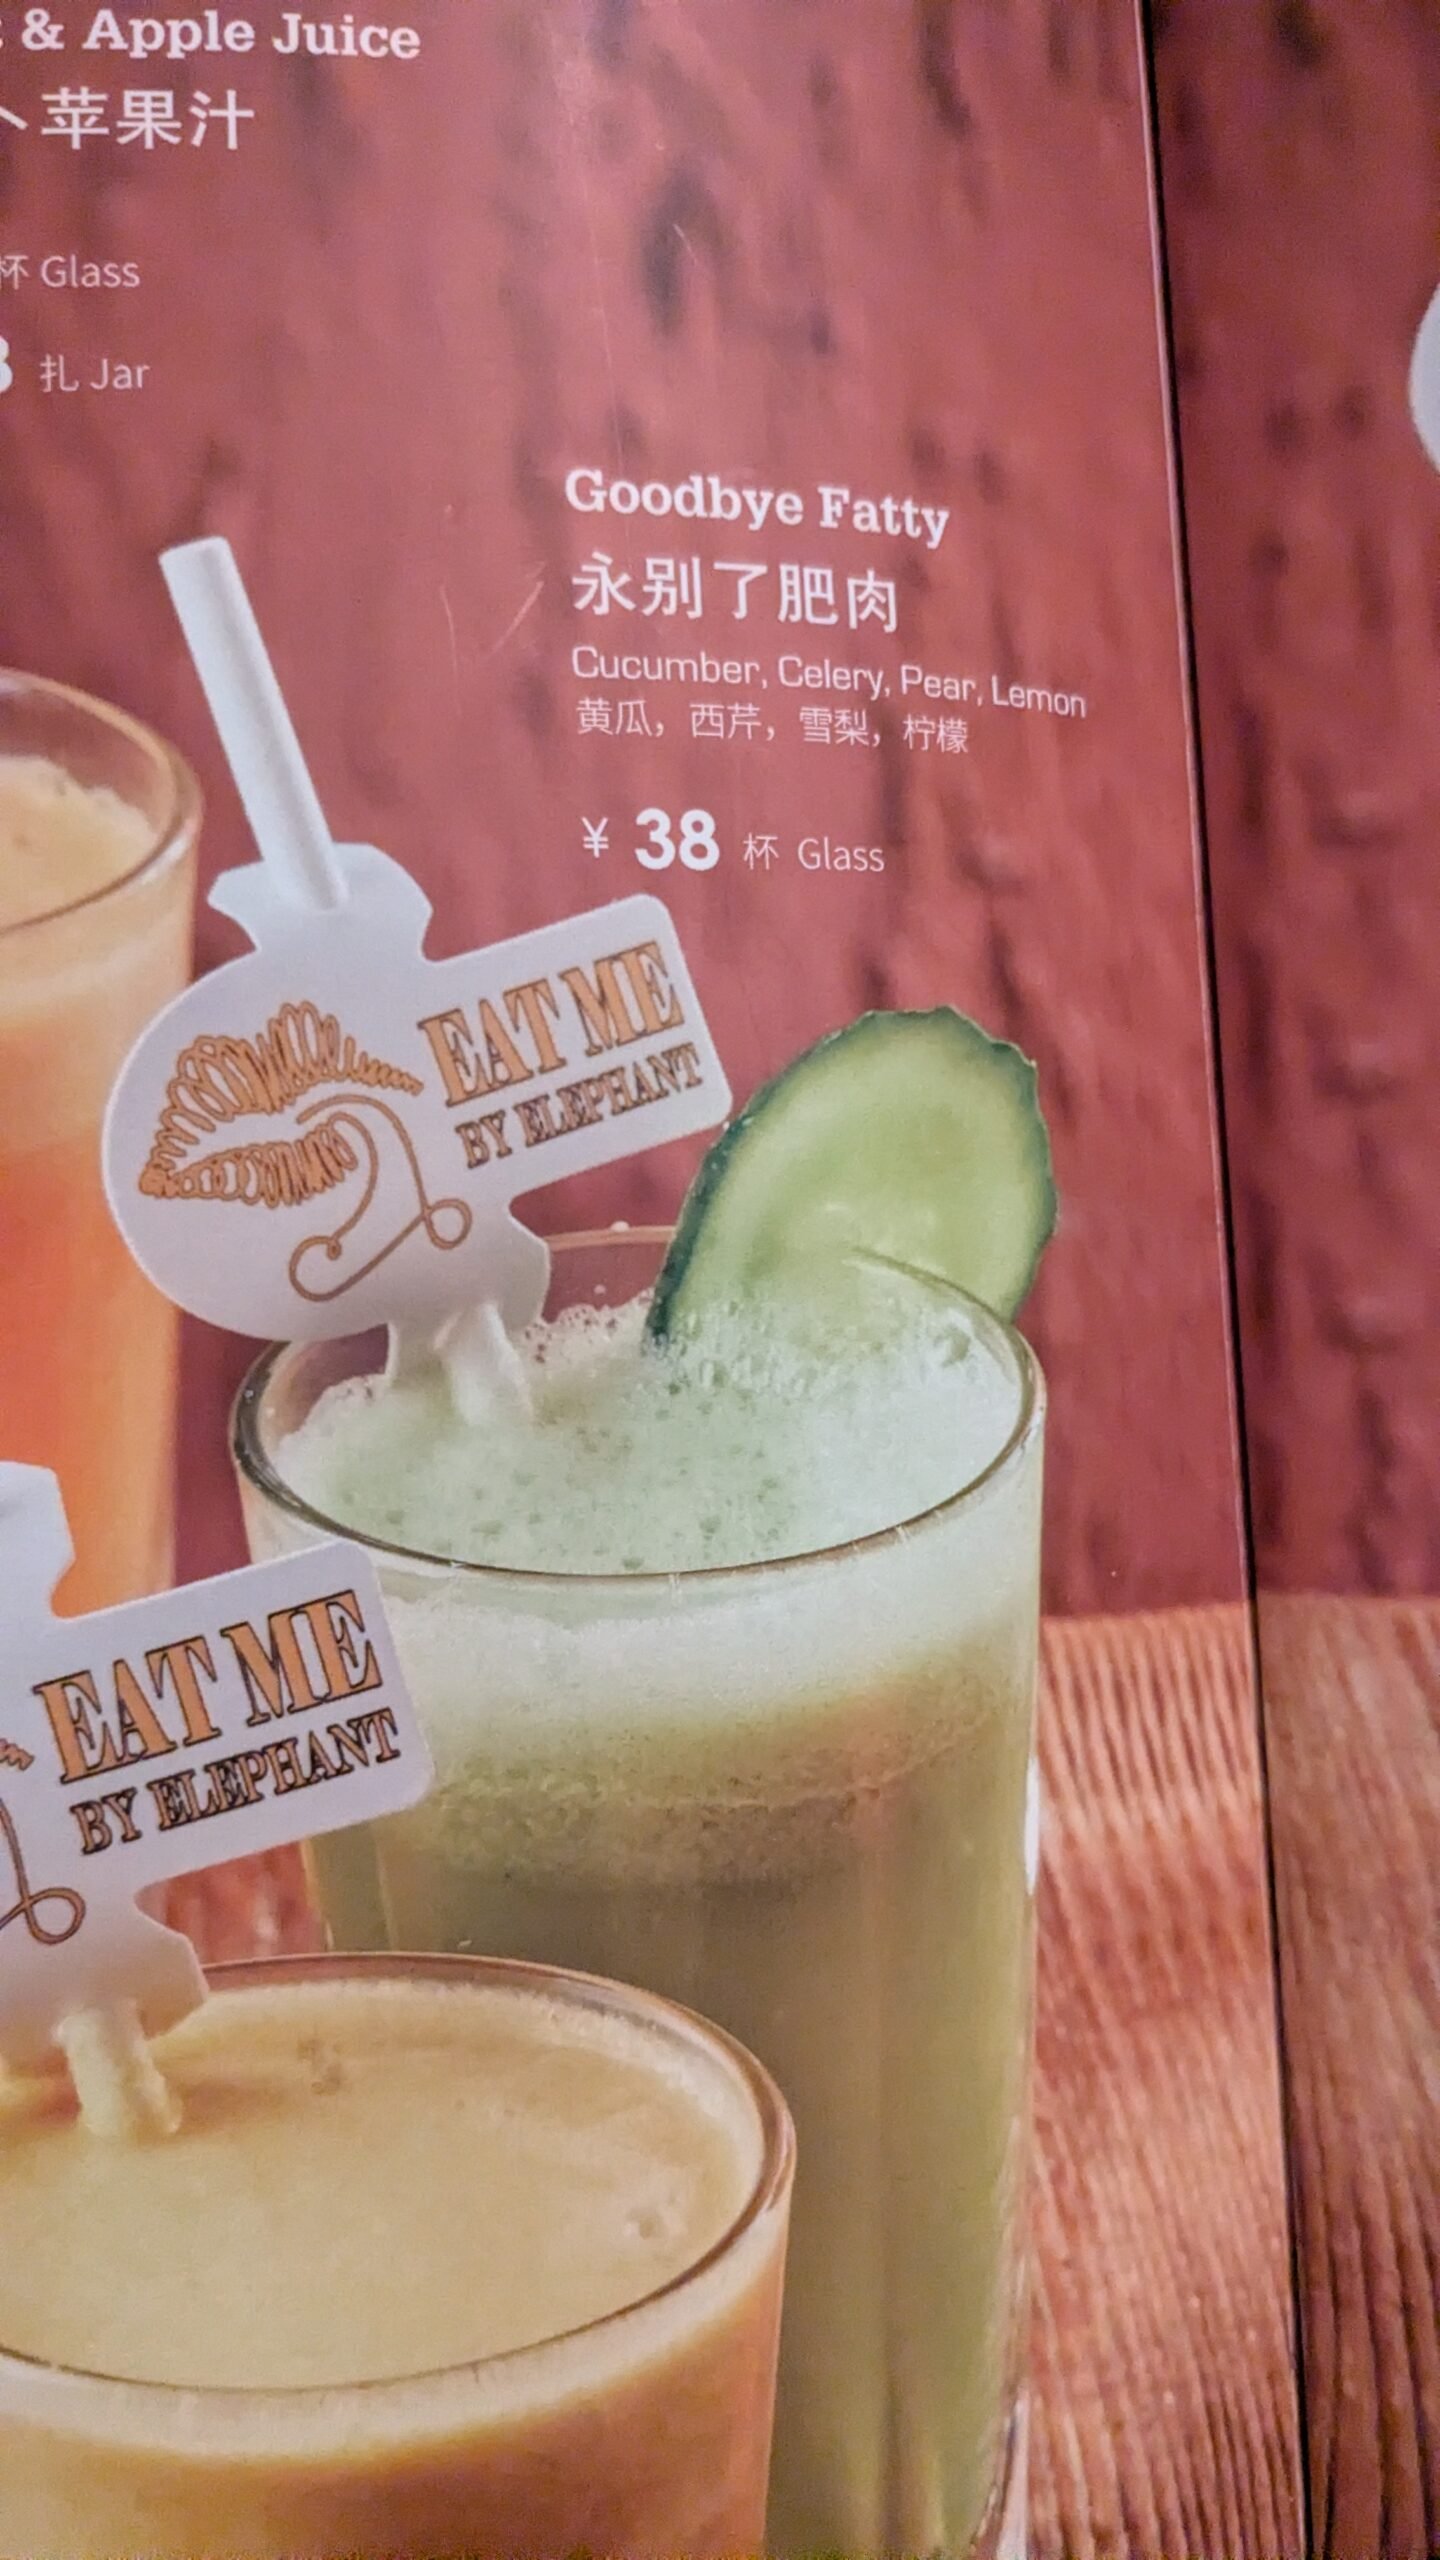 & Apple Juice
苹果汁
杯 Glass
扎 Jar
Goodbye Fatty
永别了肥肉
Cucumber, Celery, Pear, Lemon
黄瓜，西芹，雪梨，柠檬
¥ 38 杯 Glass
EAT ME
BY ELEPHANT
EAT ME
BY ELEPHANT